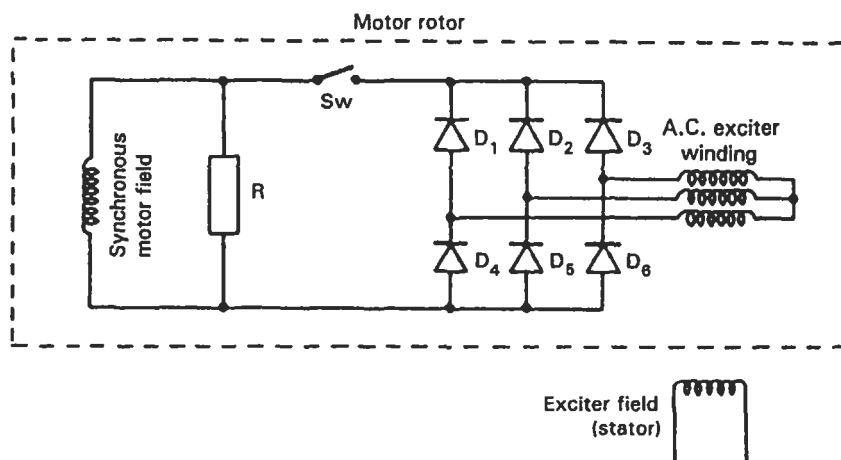 Motor rotor
Sw
D1
D2
D3
A.C. exciter
winding
Synchronous
motor field
R
D4
D5
D6
Exciter field
(stator)